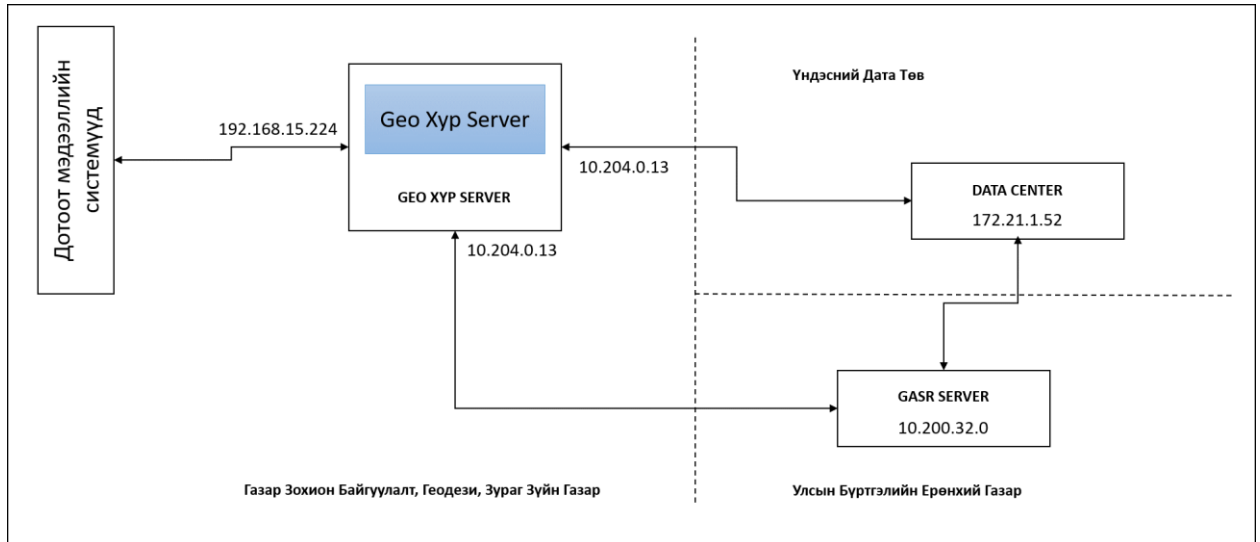 Дотоот мэдээллийн
системүүд
192.168.15.224
Geo Хур Server
GEO ХУР SERVER
10.204.0.13
10.204.0.13
Үндэсний Дата Төв
DATA CENTER
172.21.1.52
GASR SERVER
10.200.32.0
Газар Зохион Байгуулалт, Геодези, Зураг Зүйн Газар
Улсын Бүртгэлийн Ерөнхий Газар